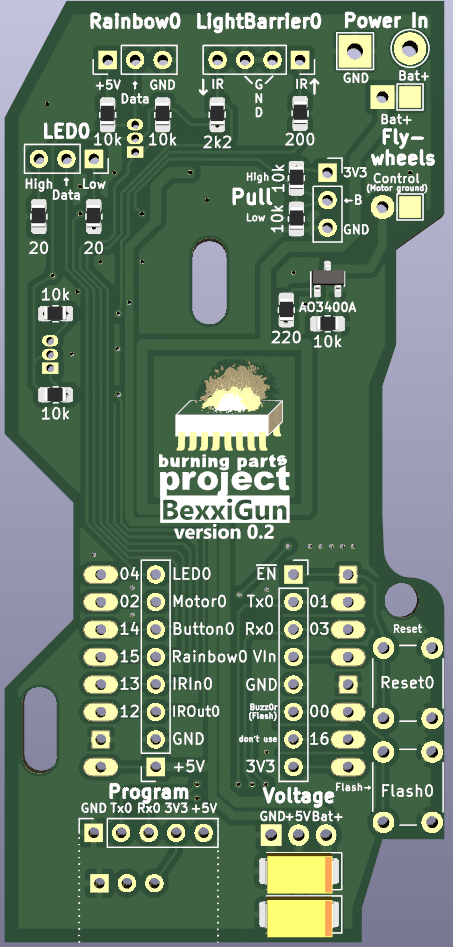 Rainbow0 LightBarrier0 Power in
+5V ↑ GND
Data
↓IR
G
N
D
IR↑
GND
Bat+
Bat+
10k 10k 2k2 200
LED0
Fly-
wheels
High ↑ Low
Data
High 10k 3V3
Control
(Motor ground)
Pull ←B
Low 10k GND
20 20
10k
AO3400A
220 10k
10k
burning parts
project
BexxiGun
version 0.2
04 LED0 EN
02 Motor0 Tx0 01
14 Button0 Rx0 03
Reset
15 Rainbow0 VIn
13 IRIn0 GND
Reset0
12 IROut0 Buzz0r
(Flash) 00
GND don't use 16
+5V 3V3
Flash→
Flash0
Program Voltage
GND Tx0 Rx0 3V3 +5V GND+5VBat+